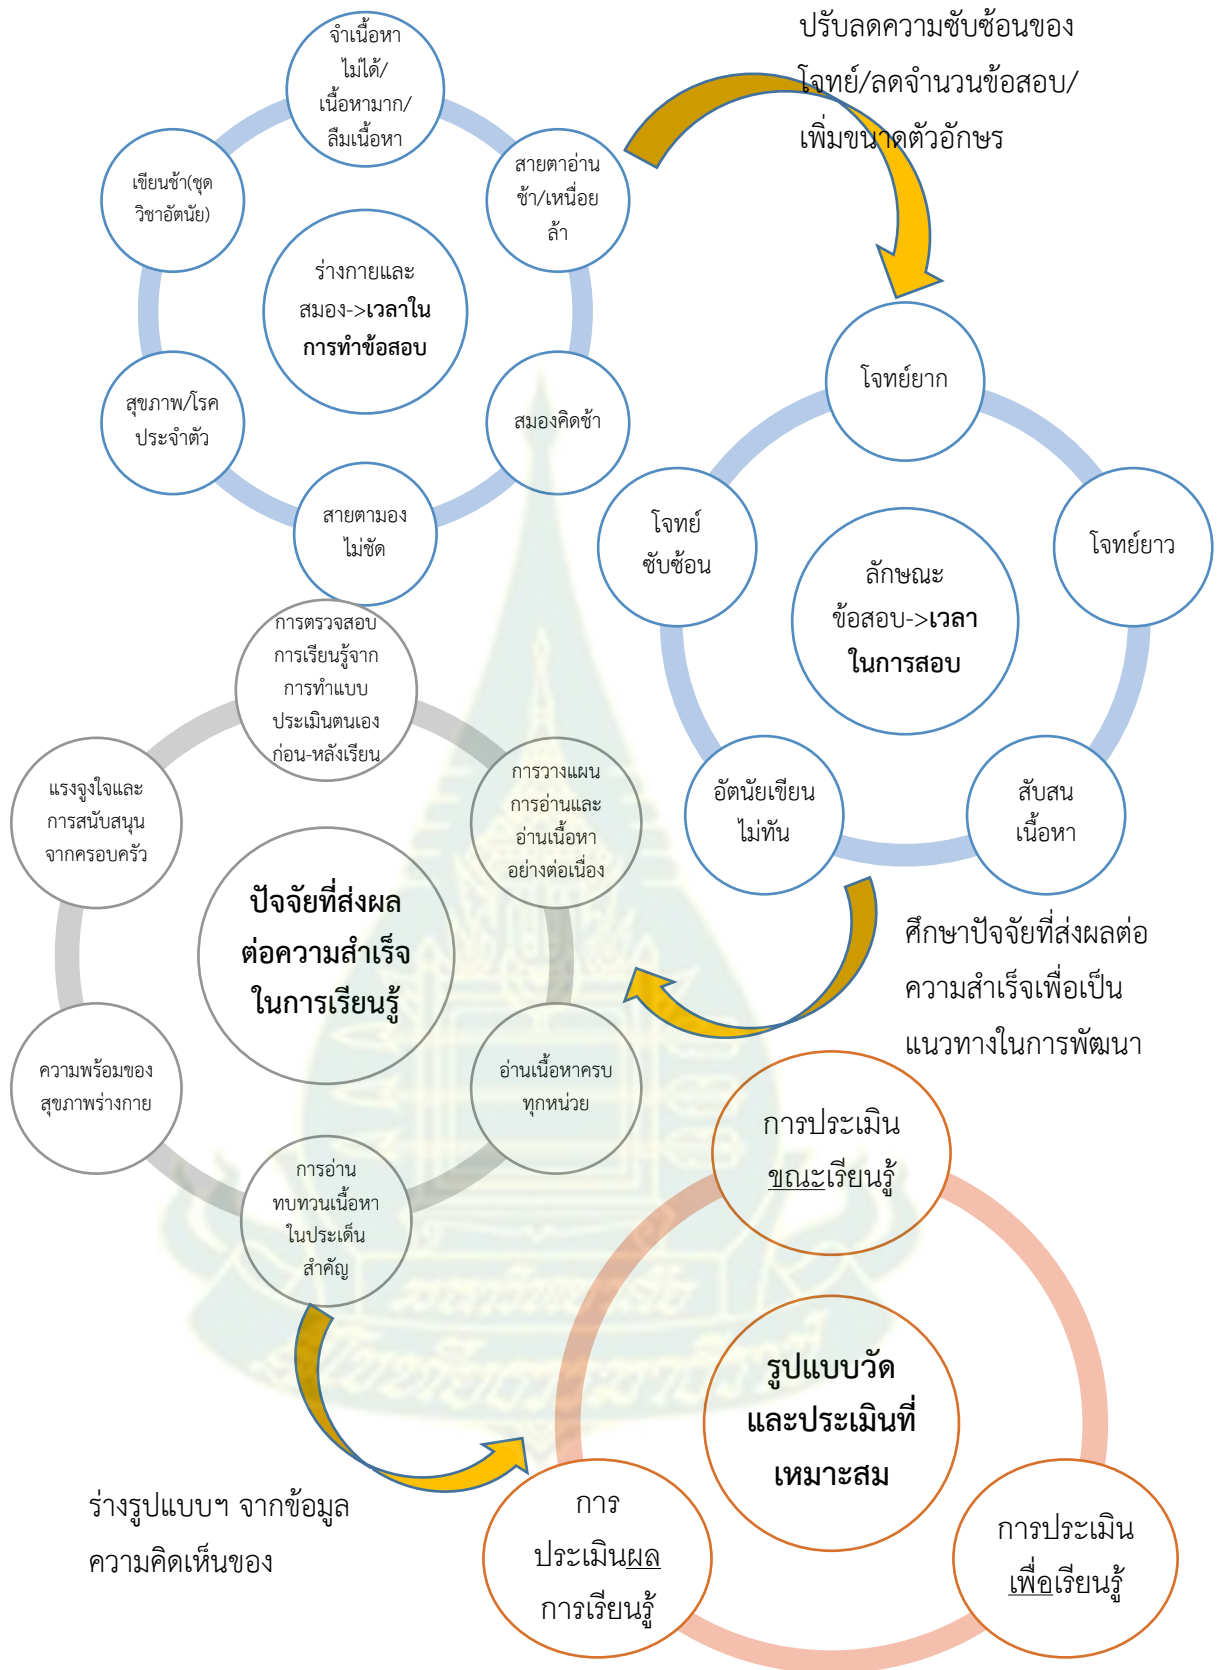 จำเนื้อหา
ไม่ได้/
เนื้อหามาก/
ลืมเนื้อหา
สายตาอ่าน
ช้า/เหนื่อย
ล้า
สมองคิดช้า
สายตามอง
ไม่ชัด
สุขภาพ/โรค
ประจำตัว
เขียนช้า(ชุด
วิชาอัตนัย)
ร่างกายและ
สมอง->เวลาใน
การทำข้อสอบ
ปรับลดความซับซ้อนของ
โจทย์/ลดจำนวนข้อสอบ/
เพิ่มขนาดตัวอักษร
โจทย์ยาก
โจทย์ยาว
สับสน
เนื้อหา
อัตนัยเขียน
ไม่ทัน
โจทย์
ซับซ้อน
ลักษณะ
ข้อสอบ->เวลา
ในการสอบ
ศึกษาปัจจัยที่ส่งผลต่อ
ความสำเร็จเพื่อเป็น
แนวทางในการพัฒนา
การตรวจสอบ
การเรียนรู้จาก
การทำแบบ
ประเมินตนเอง
ก่อน-หลังเรียน
การวางแผน
การอ่านและ
อ่านเนื้อหา
อย่างต่อเนื่อง
อ่านเนื้อหาครบ
ทุกหน่วย
การอ่าน
ทบทวนเนื้อหา
ในประเด็น
สำคัญ
ความพร้อมของ
สุขภาพร่างกาย
แรงจูงใจและ
การสนับสนุน
จากครอบครัว
ปัจจัยที่ส่งผล
ต่อความสำเร็จ
ในการเรียนรู้
ร่างรูปแบบฯ จากข้อมูล
ความคิดเห็นของ
การประเมิน
ขณะเรียนรู้
การประเมิน
เพื่อเรียนรู้
การ
ประเมินผล
การเรียนรู้
รูปแบบวัด
และประเมินที่
เหมาะสม